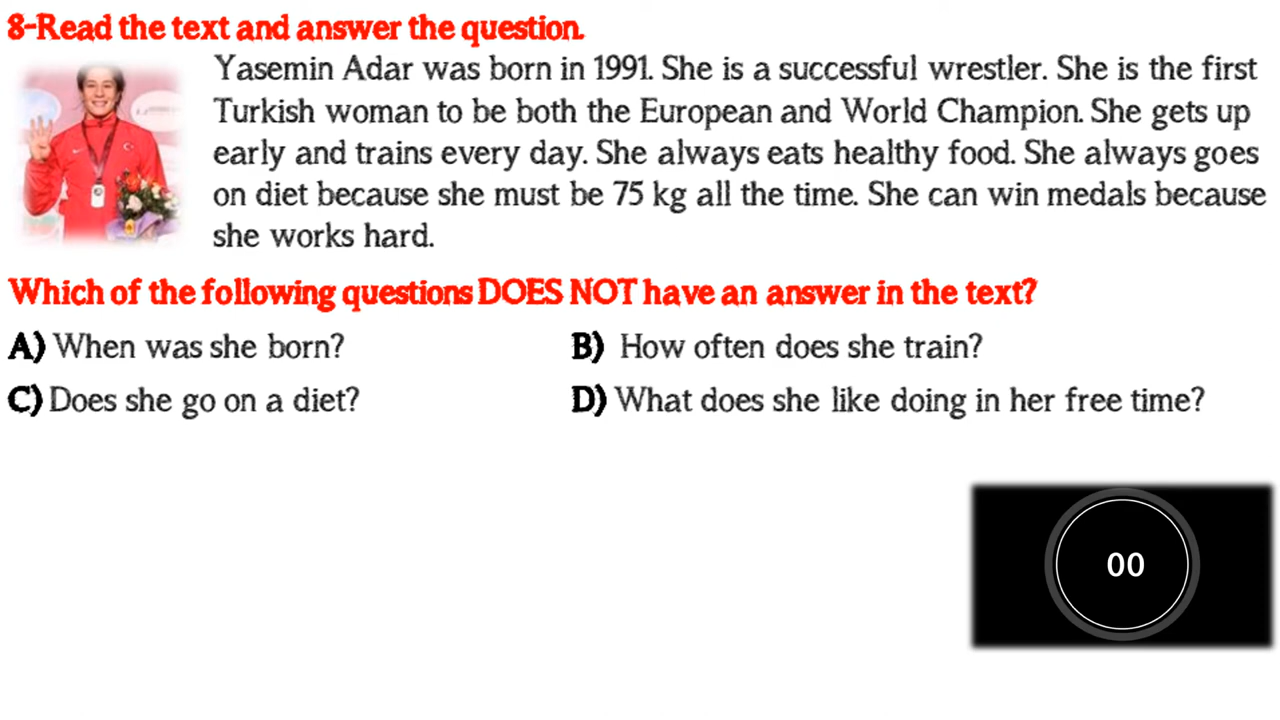 8-Read the text and answer the question.
Yasemin Adar was born in 1991. She is a successful wrestler. She is the first
Turkish woman to be both the European and World Champion. She gets up
early and trains every day. She always eats healthy food. She always goes
on diet because she must be 75 kg all the time. She can win medals because
she works hard.
Which of the following questions DOES NOT have an answer in the text?
A) When was she born?
B) How often does she train?
C) Does she go on a diet?
D) What does she like doing in her free time?
00